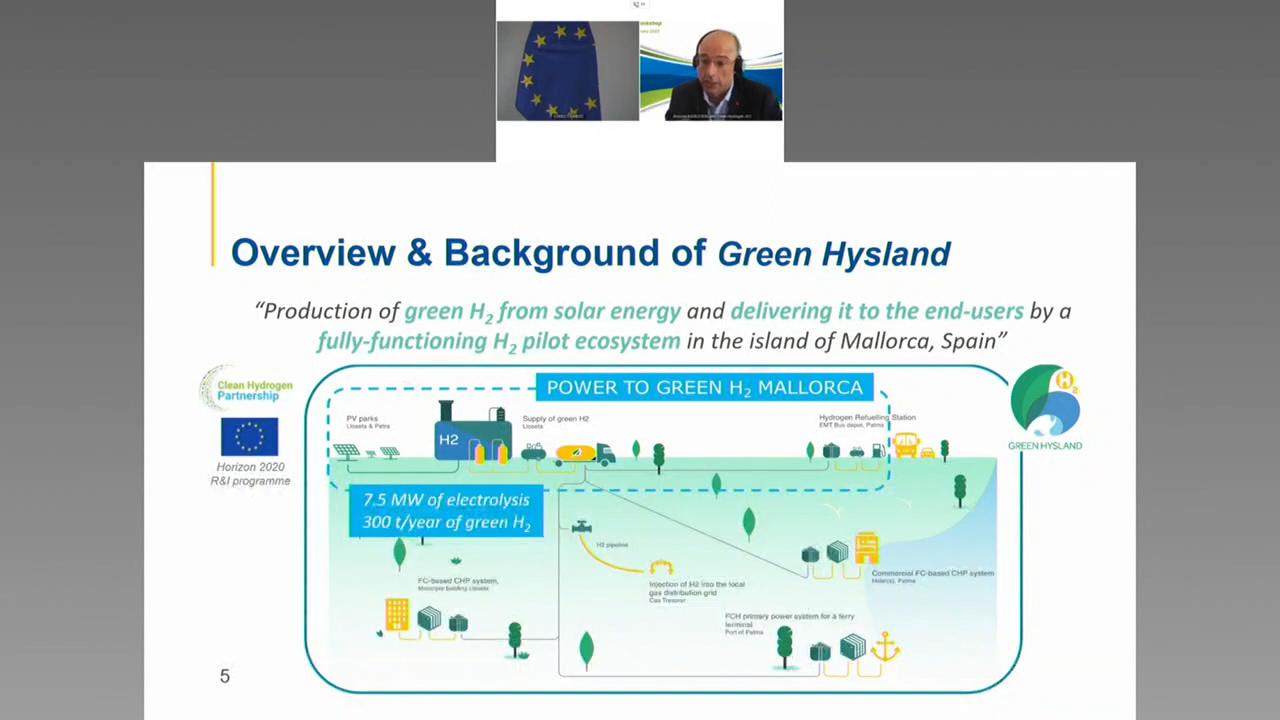 Overview & Background of Green Hysland
“Production of green H₂ from solar energy and delivering it to the end-users by a
fully-functioning H₂ pilot ecosystem in the island of Mallorca, Spain”
Clean Hydrogen
Partnership
Horizon 2020
R&I programme
POWER TO GREEN H₂ MALLORCA
PV parks
Lloseta & Petra
H2
Supply of green H2
Lloseta
Hydrogen Refuelling Station
EMT Bus depot, Palma
H2
GREEN HYSLAND
7.5 MW of electrolysis
300 t/year of green H₂
H2 pipeline
Injection of H2 into the local
gas distribution grid
Cas Tresorer
Commercial FC-based CHP system
Hotel(s), Palma
FC-based CHP system,
Municipal building Lloseta
FCH primary power system for a ferry
terminal
Port of Palma
5